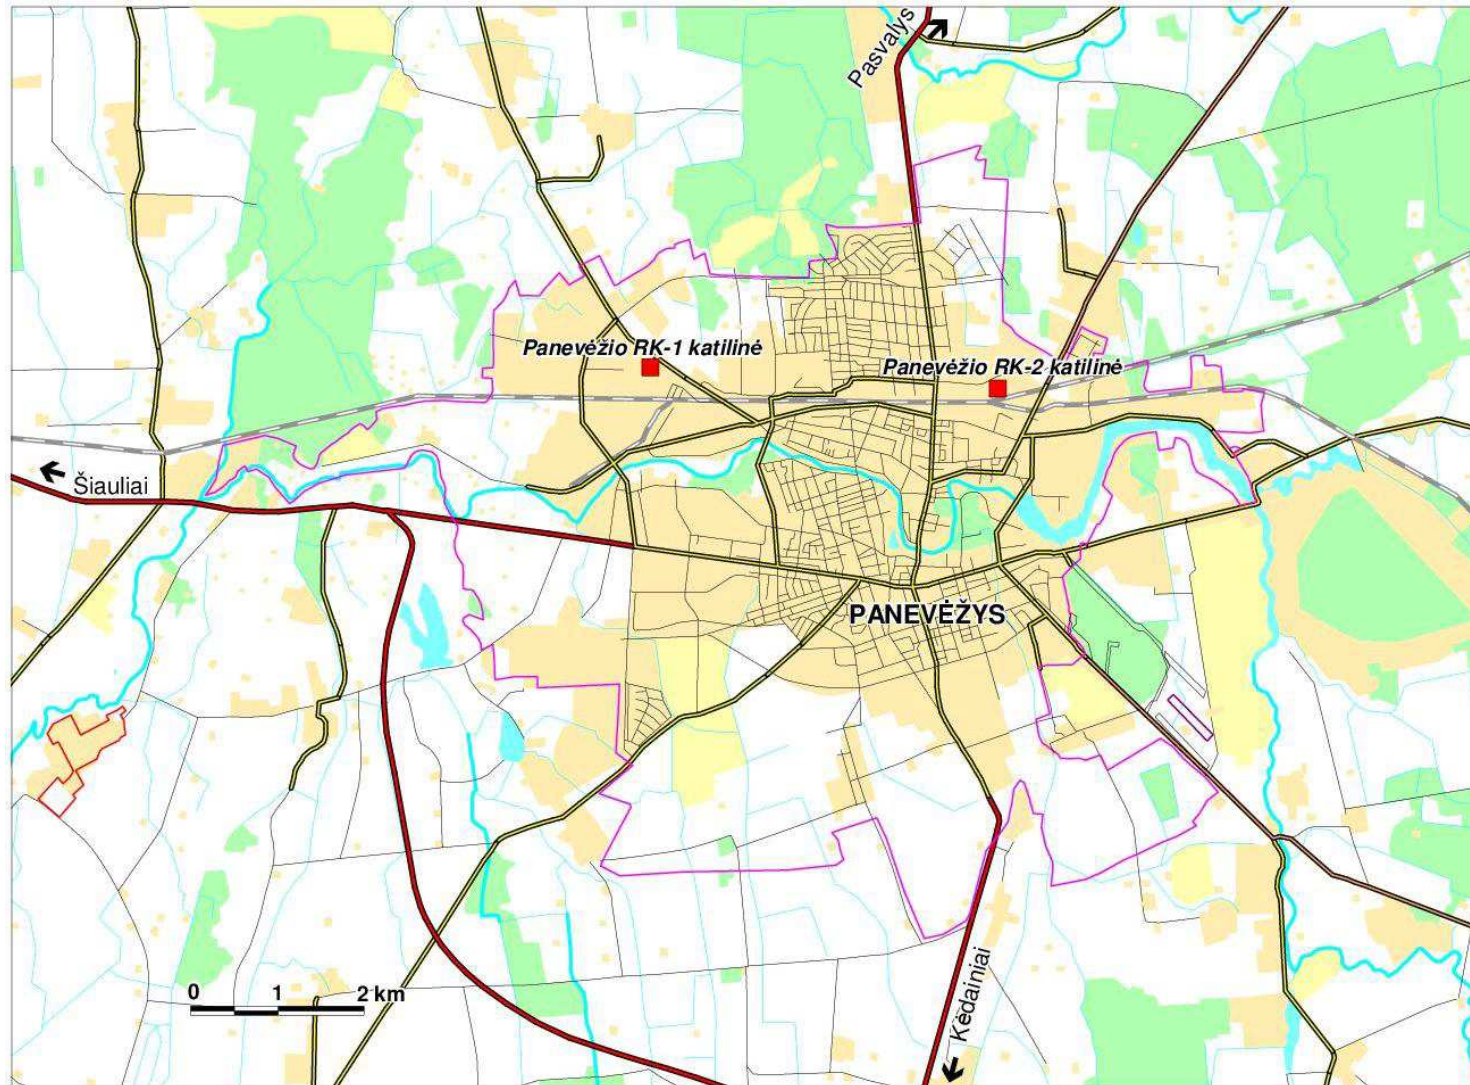 Pasvalys
Panevėžio RK-1 katilinė
Panevėžio RK-2 katilinė
Šiauliai
PANEVĖŽYS
0 1 2 km
Kėdainiai